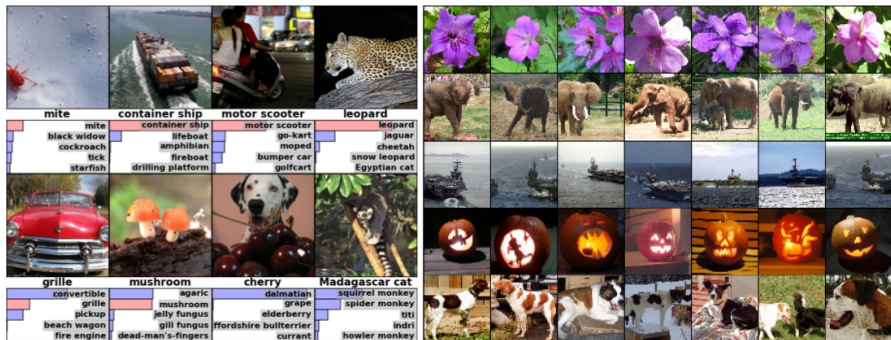 mite container ship motor scooter leopard
mite container ship motor scooter leopard
black widow lifeboat go-kart jaguar
cockroach amphibian moped cheetah
tick fireboat bumper car snow leopard
starfish drilling platform golfcart Egyptian cat
grille mushroom cherry Madagascar cat
convertible agaric dalmatian squirrel monkey
grille mushroom grape spider monkey
pickup jelly fungus elderberry titi
beach wagon gill fungus ffordshire bullterrier indri
fire engine dead-man's-fingers currant howler monkey